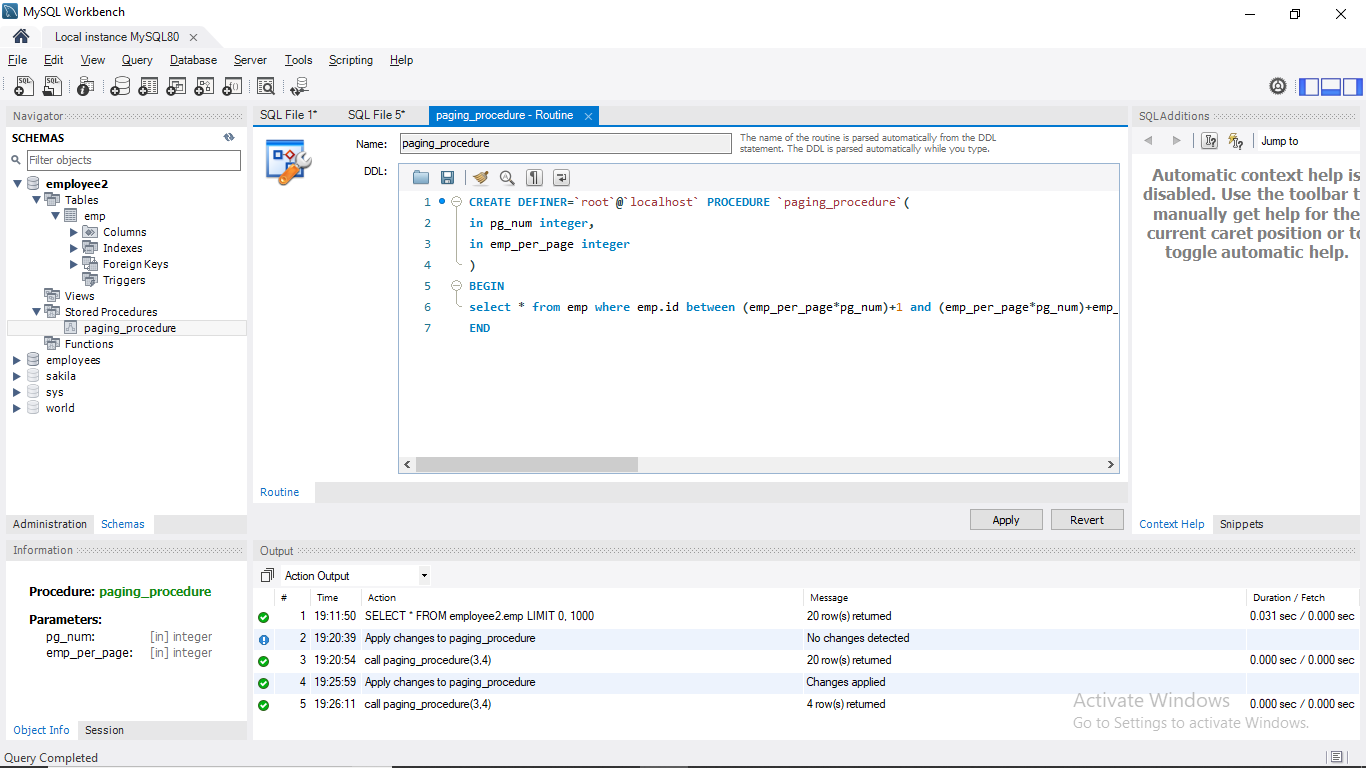 MySQL Workbench
Local instance MySQL80
File Edit View Query Database Server Tools Scripting Help
Navigator
SCHEMAS
Filter objects
employee2
Tables
emp
Columns
Indexes
Foreign Keys
Triggers
Views
Stored Procedures
paging_procedure
Functions
employees
sakila
sys
world
Administration Schemas
Information
Procedure: paging_procedure
Parameters:
pg_num: [in] integer
emp_per_page: [in] integer
Object Info Session
SQL File 1* SQL File 5* paging_procedure - Routine
Name: paging_procedure
The name of the routine is parsed automatically from the DDL
statement. The DDL is parsed automatically while you type.
DDL:
1 CREATE DEFINER=`root`@`localhost` PROCEDURE `paging_procedure`(
2 in pg_num integer,
3 in emp_per_page integer
4 )
5 BEGIN
6 select * from emp where emp.id between (emp_per_page*pg_num)+1 and (emp_per_page*pg_num)+emp_
7 END
Routine
Apply Revert
SQLAdditions
Jump to
Automatic context help is
disabled. Use the toolbar t
manually get help for the
current caret position or to
toggle automatic help.
Context Help Snippets
Output
Action Output
# Time Action Message Duration / Fetch
1 19:11:50 SELECT * FROM employee2.emp LIMIT 0, 1000 20 row(s) returned 0.031 sec / 0.000 sec
2 19:20:39 Apply changes to paging_procedure No changes detected
3 19:20:54 call paging_procedure(3,4) 20 row(s) returned 0.000 sec / 0.000 sec
4 19:25:59 Apply changes to paging_procedure Changes applied
5 19:26:11 call paging_procedure(3,4) 4 row(s) returned 0.000 sec / 0.000 sec
Activate Windows
Go to Settings to activate Windows.
Query Completed